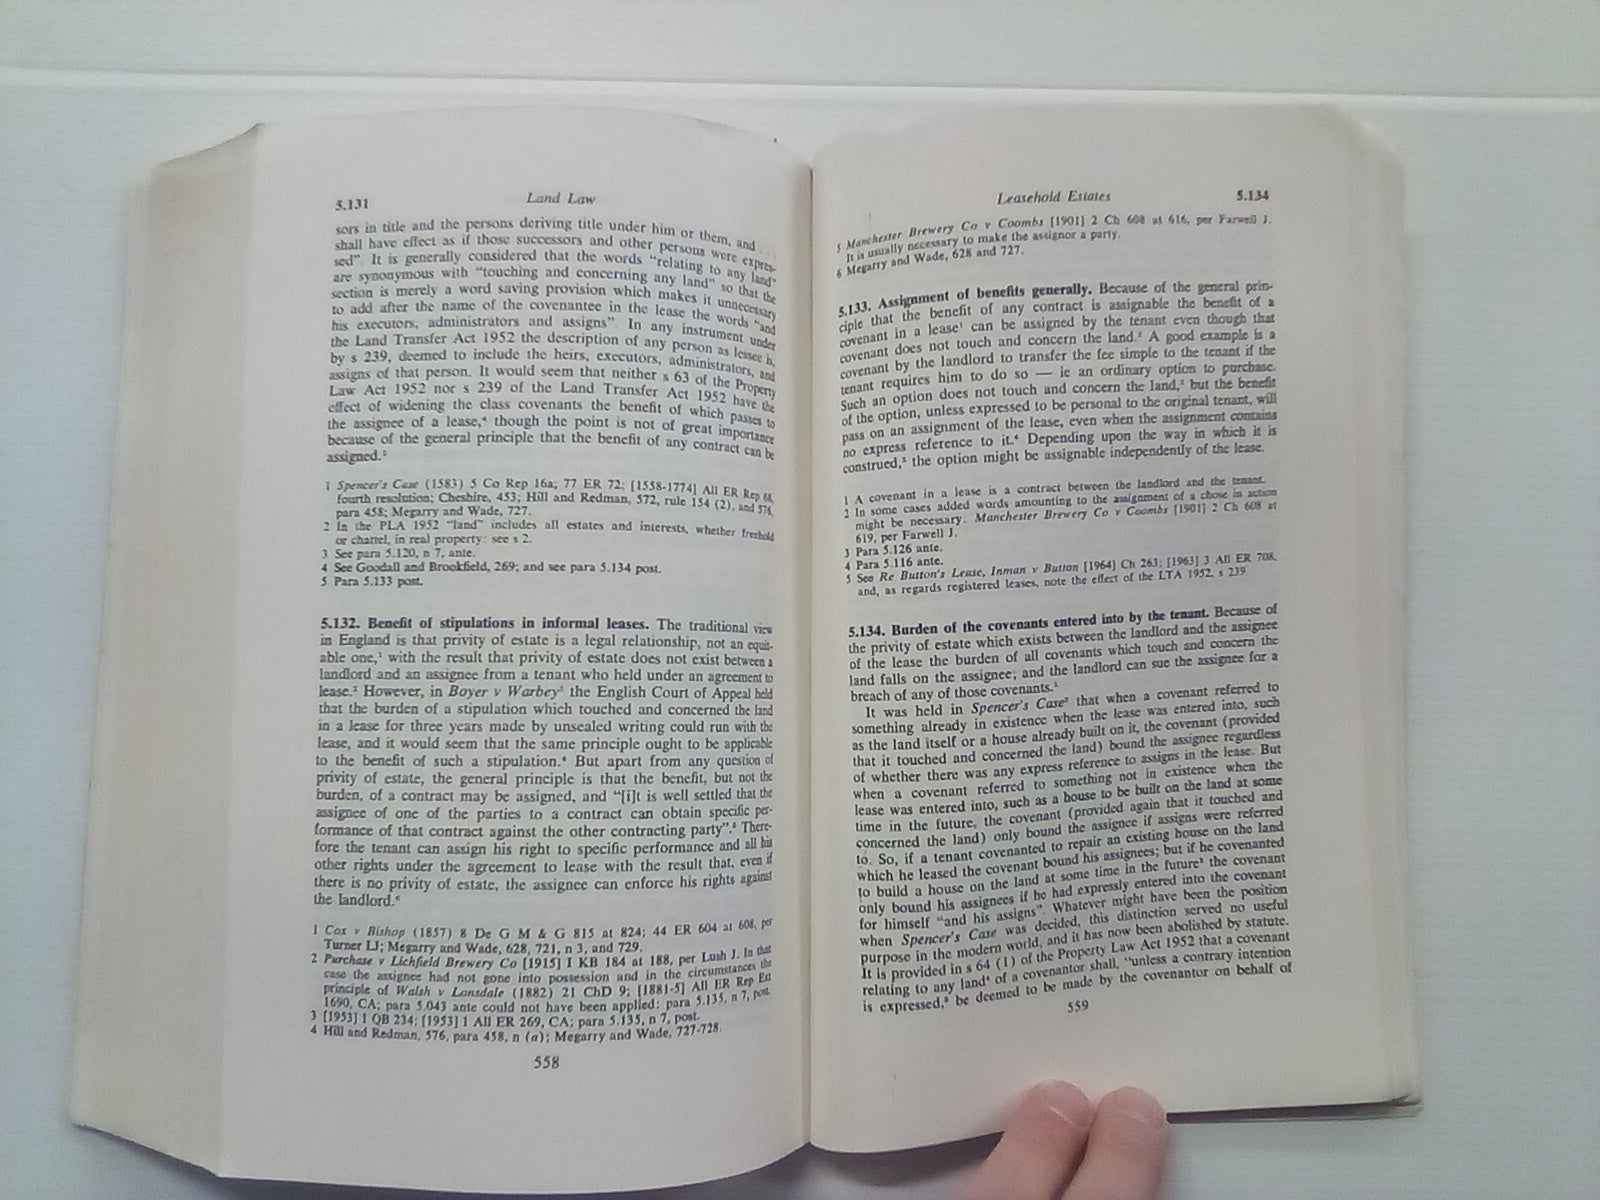 5.131
Land Law
sors in title and the persons deriving title under him or them, and
shall have effect as if those successors and other persons were expres-
sed". It is generally considered that the words "relating to any land"
are synonymous with "touching and concerning any land" so that the
section is merely a word saving provision which makes it unnecessary
to add after the name of the covenantee in the lease the words "and
his executors, administrators and assigns". In any instrument under
the Land Transfer Act 1952 the description of any person as lessee is,
by s 239, deemed to include the heirs, executors, administrators, and
assigns of that person. It would seem that neither s 63 of the Property
Law Act 1952 nor s 239 of the Land Transfer Act 1952 have the
effect of widening the class covenants the benefit of which passes to
the assignee of a lease,⁴ though the point is not of great importance
because of the general principle that the benefit of any contract can be
assigned.⁵
1 Spencer's Case (1583) 5 Co Rep 16a; 77 ER 72; [1558-1774] All ER Rep 68,
fourth resolution; Cheshire, 453; Hill and Redman, 572, rule 154 (2), and 576,
para 458; Megarry and Wade, 727.
2 In the PLA 1952 "land" includes all estates and interests, whether freehold
or chattel, in real property: see s 2.
3 See para 5.120, n 7, ante.
4 See Goodall and Brookfield, 269; and see para 5.134 post.
5 Para 5.133 post.
5.132. Benefit of stipulations in informal leases. The traditional view
in England is that privity of estate is a legal relationship, not an equit-
able one,¹ with the result that privity of estate does not exist between a
landlord and an assignee from a tenant who held under an agreement to
lease.² However, in Boyer v Warbey³ the English Court of Appeal held
that the burden of a stipulation which touched and concerned the land
in a lease for three years made by unsealed writing could run with the
lease, and it would seem that the same principle ought to be applicable
to the benefit of such a stipulation.⁴ But apart from any question of
privity of estate, the general principle is that the benefit, but not the
burden, of a contract may be assigned, and "[i]t is well settled that the
assignee of one of the parties to a contract can obtain specific per-
formance of that contract against the other contracting party".⁵ There-
fore the tenant can assign his right to specific performance and all his
other rights under the agreement to lease with the result that, even if
there is no privity of estate, the assignee can enforce his rights against
the landlord.⁶
1 Cox v Bishop (1857) 8 De G M & G 815 at 824; 44 ER 604 at 608, per
Turner LJ; Megarry and Wade, 628, 721, n 3, and 729.
2 Purchase v Lichfield Brewery Co [1915] 1 KB 184 at 188, per Lush J. In that
case the assignee had not gone into possession and in the circumstances the
principle of Walsh v Lonsdale (1882) 21 ChD 9; [1881-5] All ER Rep Ext
1690, CA; para 5.043 ante could not have been applied: para 5.135, n 7, post.
3 [1953] 1 QB 234; [1953] 1 All ER 269, CA; para 5.135, n 7, post.
4 Hill and Redman, 576, para 458, n (a); Megarry and Wade, 727-728.
558
Leasehold Estates
5.134
5 Manchester Brewery Co v Coombs [1901] 2 Ch 608 at 616, per Farwell J.
It is usually necessary to make the assignor a party.
6 Megarry and Wade, 628 and 727.
5.133. Assignment of benefits generally. Because of the general prin-
ciple that the benefit of any contract is assignable the benefit of a
covenant in a lease¹ can be assigned by the tenant even though that
covenant does not touch and concern the land.² A good example is a
covenant by the landlord to transfer the fee simple to the tenant if the
tenant requires him to do so — ie an ordinary option to purchase.
Such an option does not touch and concern the land,³ but the benefit
of the option, unless expressed to be personal to the original tenant, will
pass on an assignment of the lease, even when the assignment contains
no express reference to it.⁴ Depending upon the way in which it is
construed,⁵ the option might be assignable independently of the lease.
1 A covenant in a lease is a contract between the landlord and the tenant.
2 In some cases added words amounting to the assignment of a chose in action
might be necessary: Manchester Brewery Co v Coombs [1901] 2 Ch 608 at
619, per Farwell J.
3 Para 5.126 ante.
4 Para 5.116 ante.
5 See Re Button's Lease, Inman v Button [1964] Ch 263; [1963] 3 All ER 708,
and, as regards registered leases, note the effect of the LTA 1952, s 239.
5.134. Burden of the covenants entered into by the tenant. Because of
the privity of estate which exists between the landlord and the assignee
of the lease the burden of all covenants which touch and concern the
land falls on the assignee; and the landlord can sue the assignee for a
breach of any of those covenants.¹
It was held in Spencer's Case² that when a covenant referred to
something already in existence when the lease was entered into, such
as the land itself or a house already built on it, the covenant (provided
that it touched and concerned the land) bound the assignee regardless
of whether there was any express reference to assigns in the lease. But
when a covenant referred to something not in existence when the
lease was entered into, such as a house to be built on the land at some
time in the future, the covenant (provided again that it touched and
concerned the land) only bound the assignee if assigns were referred
to. So, if a tenant covenanted to repair an existing house on the land
which he leased the covenant bound his assignees; but if he covenanted
to build a house on the land at some time in the future³ the covenant
only bound his assignees if he had expressly entered into the covenant
for himself "and his assigns". Whatever might have been the position
when Spencer's Case was decided, this distinction served no useful
purpose in the modern world, and it has now been abolished by statute.
It is provided in s 64 (1) of the Property Law Act 1952 that a covenant
relating to any land⁴ of a covenantor shall, "unless a contrary intention
is expressed,⁵ be deemed to be made by the covenantor on behalf of
559